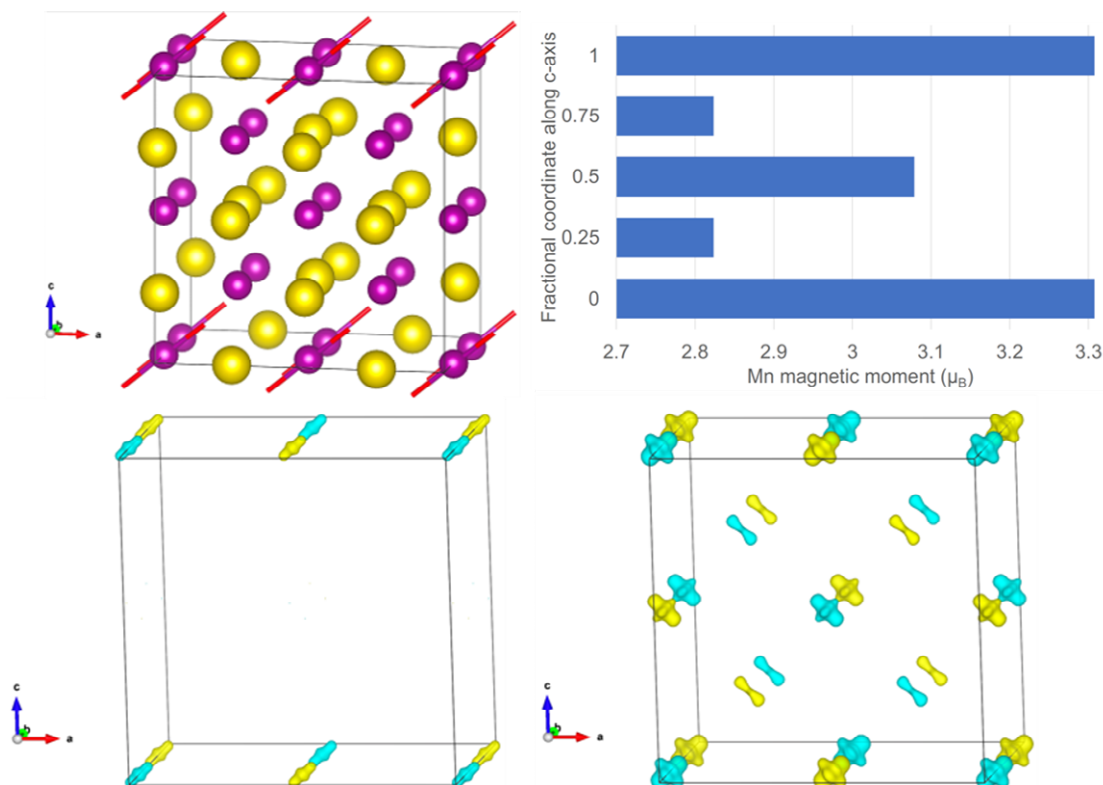 c
b
a
Fractional coordinate along c-axis
1
0.75
0.5
0.25
0
2.7 2.8 2.9 3 3.1 3.2 3.3
Mn magnetic moment (μB)
c
b
a
c
b
a